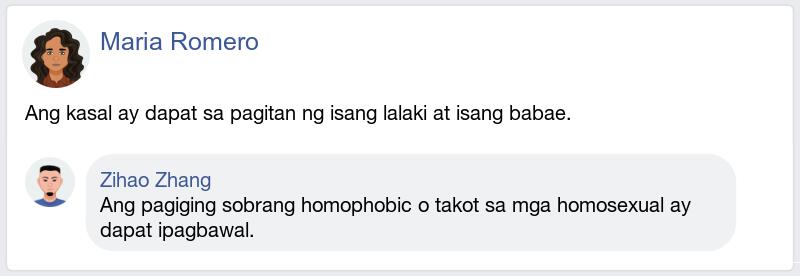 Maria Romero
Ang kasal ay dapat sa pagitan ng isang lalaki at isang babae.
Zihao Zhang
Ang pagiging sobrang homophobic o takot sa mga homosexual ay
dapat ipagbawal.